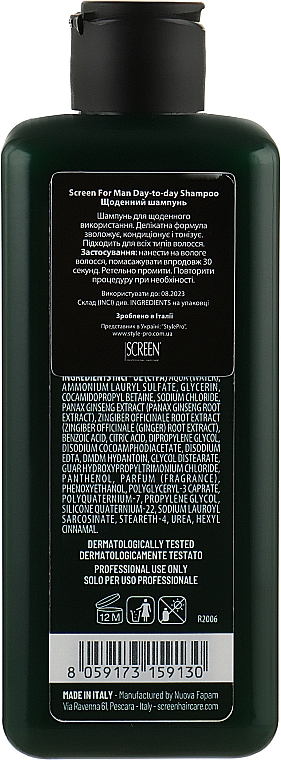 Screen For Man Day-to-day Shampoo
Щоденний шампунь
Шампунь для щоденного
використання. Делікатна формула
зволожує, кондиціонує і тонізує.
Підходить для всіх типів волосся.
Застосування: нанести на вологе
волосся, помасажувати впродовж 30
секунд. Ретельно промити. Повторити
процедуру при необхідності.
Використати до: 08.2023
Склад (INCI) див. INGREDIENTS на упаковці
Зроблено в Італії
Представник в Україні: "StylePro",
www.style-pro.com.ua
SCREEN
INGREDIENTS INCI - UE (CTFA) AQUA (WATER),
AMMONIUM LAURYL SULFATE, GLYCERIN,
COCAMIDOPROPYL BETAINE, SODIUM CHLORIDE,
PANAX GINSENG EXTRACT (PANAX GINSENG ROOT
EXTRACT), ZINGIBER OFFICINALE ROOT EXTRACT
(ZINGIBER OFFICINALE (GINGER) ROOT EXTRACT),
BENZOIC ACID, CITRIC ACID, DIPROPYLENE GLYCOL,
DISODIUM COCOAMPHODIACETATE, DISODIUM
EDTA, DMDM HYDANTOIN, GLYCOL DISTEARATE,
GUAR HYDROXYPROPYLTRIMONIUM CHLORIDE,
PANTHENOL, PARFUM (FRAGRANCE),
PHENOXYETHANOL, POLYGLYCERYL-3 CAPRATE,
POLYQUATERNIUM-7, PROPYLENE GLYCOL,
SILICONE QUATERNIUM-22, SODIUM LAUROYL
SARCOSINATE, STEARETH-4, UREA, HEXYL
CINNAMAL.
DERMATOLOGICALLY TESTED
DERMATOLOGICAMENTE TESTATO
PROFESSIONAL USE ONLY
SOLO PER USO PROFESSIONALE
12 M
R2006
8 059173 159130
MADE IN ITALY - Manufactured by Nuova Fapam
Via Ravenna 61, Pescara - Italy - screenhaircare.com